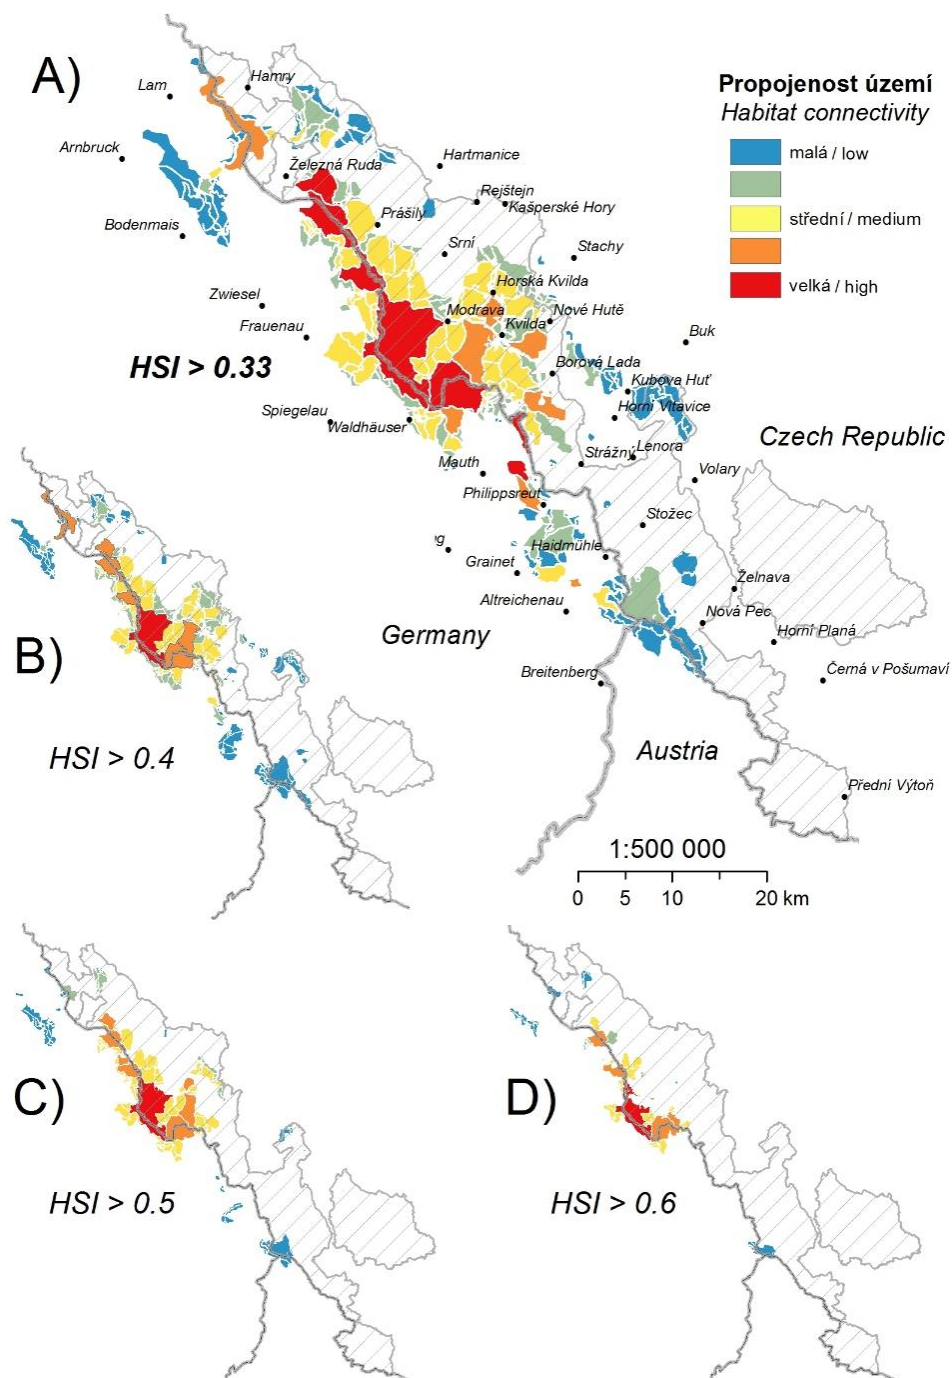 A)
Lam
Hamry
Arnbruck
Železná Ruda
Hartmanice
Rejštejn
Kašperské Hory
Bodenmais
Prášily
Srní
Stachy
Zwiesel
Horská Kvilda
Frauenau
Modrava
Kvilda
Nové Hutě
Buk
HSI > 0.33
Borová Lada
Kubova Huť
Horní Vltavice
Spiegelau
Waldhäuser
Strážný
Lenora
Mauth
Volary
Philippsreut
Stožec
Haidmühle
Grainet
Želnava
Altreichenau
Nová Pec
Horní Planá
Breitenberg
Černá v Pošumaví
Přední Výtoň
Czech Republic
Germany
Austria
Propojenost území
Habitat connectivity
malá / low
střední / medium
velká / high
1:500 000
0 5 10 20 km
B)
HSI > 0.4
C)
HSI > 0.5
D)
HSI > 0.6